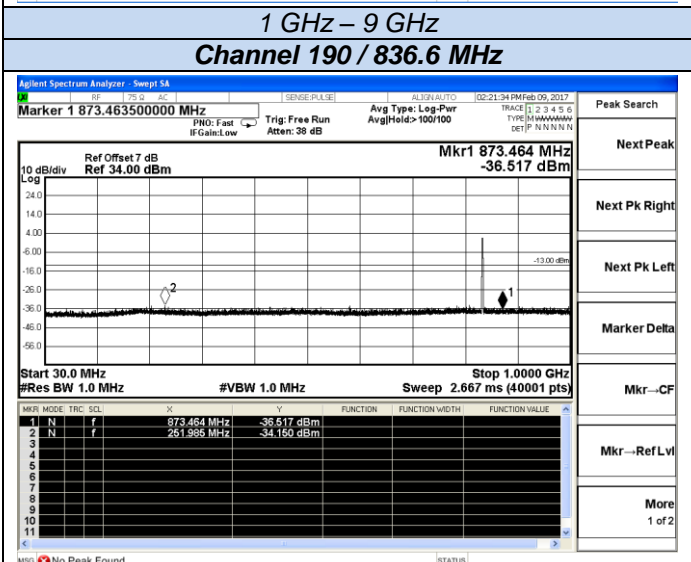 1 GHz – 9 GHz
Channel 190 / 836.6 MHz
Agilent Spectrum Analyzer - Swept SA
RF 75 Ω AC SENSE:PULSE ALIGN AUTO 02:21:34 PM Feb 09, 2017
Marker 1 873.463500000 MHz
PNO: Fast
IFGain:Low
Trig: Free Run
Atten: 38 dB
Avg Type: Log-Pwr
Avg|Hold:> 100/100
TRACE 1 2 3 4 5 6
TYPE MWWWWW
DET P N N N N N
Peak Search
Next Peak
Next Pk Right
Next Pk Left
Marker Delta
Mkr→CF
Mkr→Ref Lvl
More
1 of 2
Ref Offset 7 dB
10 dB/div Ref 34.00 dBm
Log
Mkr1 873.464 MHz
-36.517 dBm
24.0
14.0
4.00
-6.00
-13.00 dBm
-16.0
-26.0
2
1
-36.0
-46.0
-56.0
Start 30.0 MHz Stop 1.0000 GHz
#Res BW 1.0 MHz #VBW 1.0 MHz Sweep 2.667 ms (40001 pts)
MKR MODE TRC SCL X Y FUNCTION FUNCTION WIDTH FUNCTION VALUE
1 N f 873.464 MHz -36.517 dBm
2 N f 251.985 MHz -34.150 dBm
3
4
5
6
7
8
9
10
11
MSG No Peak Found STATUS